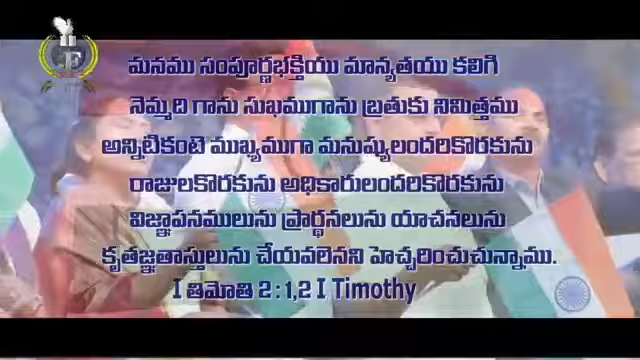 మనము సంపూర్ణభక్తియు మాన్యతయు కలిగి
నెమ్మది గాను సుఖముగాను బ్రతుకు నిమిత్తము
అన్నిటికంటె ముఖ్యముగా మనుష్యులందరికొరకును
రాజులకొరకును అధికారులందరికొరకును
విజ్ఞాపనములును ప్రార్థనలును యాచనలును
కృతజ్ఞతాస్తుతులును చేయవలెనని హెచ్చరించుచున్నాము.
I తిమోతి 2 : 1,2 I Timothy